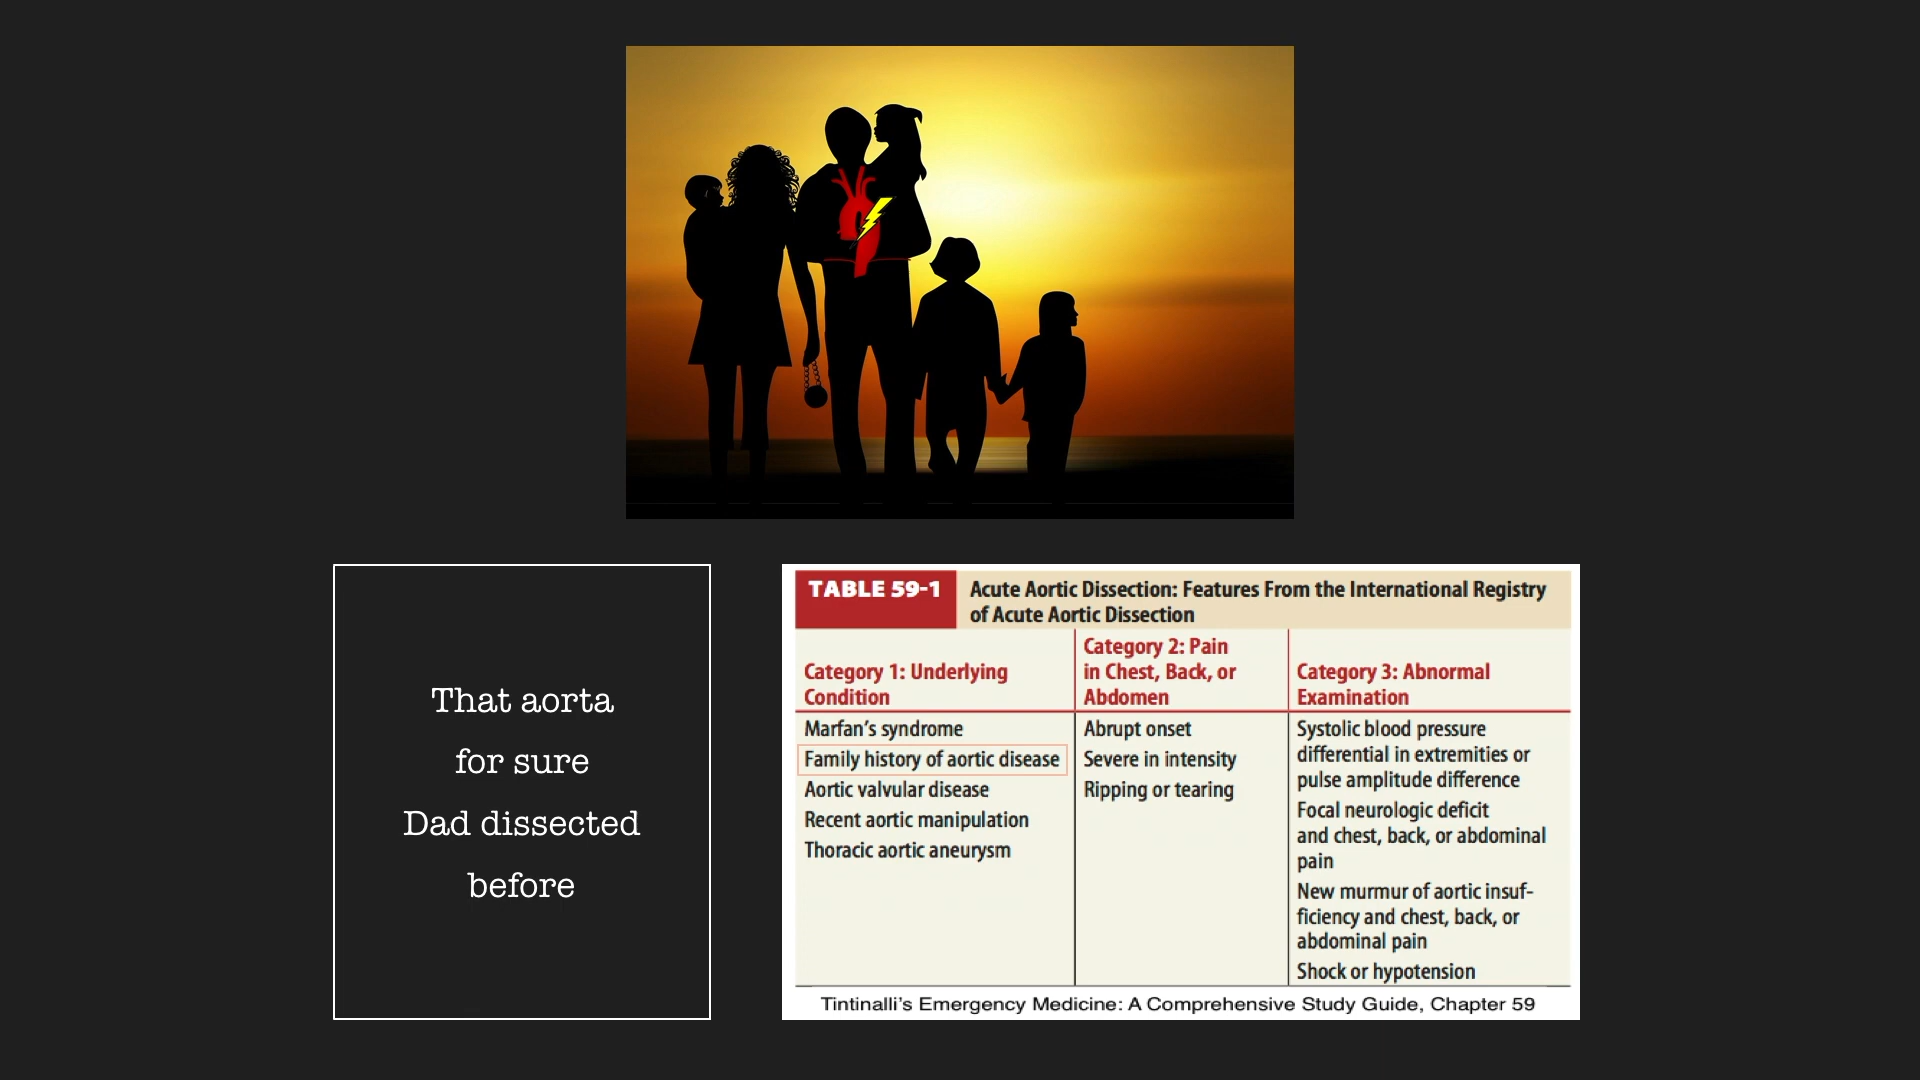 That aorta
for sure
Dad dissected
before
TABLE 59-1
Acute Aortic Dissection: Features From the International Registry
of Acute Aortic Dissection
Category 1: Underlying
Condition
Category 2: Pain
in Chest, Back, or
Abdomen
Category 3: Abnormal
Examination
Marfan's syndrome
Family history of aortic disease
Aortic valvular disease
Recent aortic manipulation
Thoracic aortic aneurysm
Abrupt onset
Severe in intensity
Ripping or tearing
Systolic blood pressure
differential in extremities or
pulse amplitude difference
Focal neurologic deficit
and chest, back, or abdominal
pain
New murmur of aortic insuf-
ficiency and chest, back, or
abdominal pain
Shock or hypotension
Tintinalli's Emergency Medicine: A Comprehensive Study Guide, Chapter 59